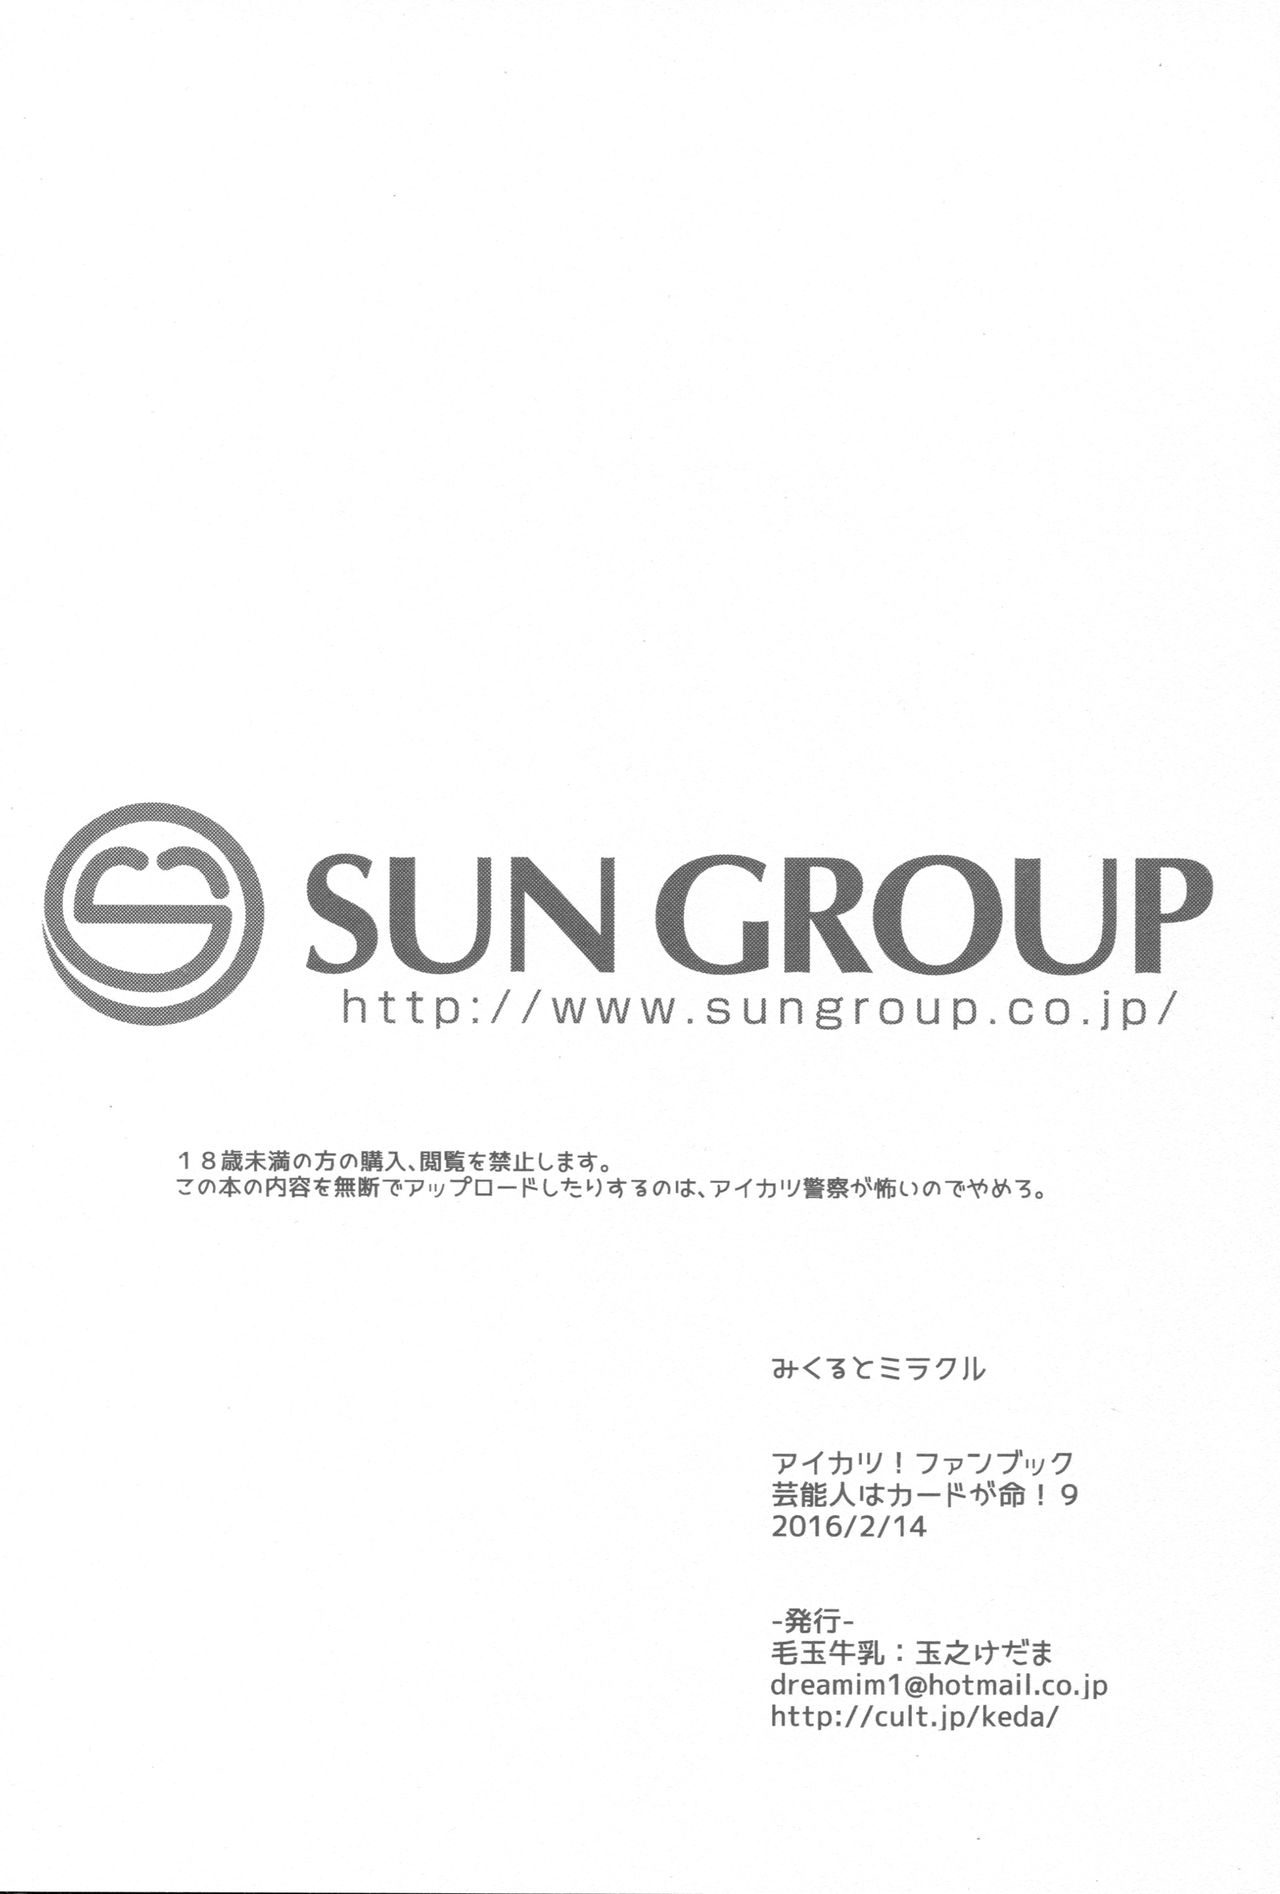 SUN GROUP
http://www.sungroup.co.jp/
１８歳未満の方の購入、閲覧を禁止します。
この本の内容を無断でアップロードしたりするのは、アイカツ警察が怖いのでやめろ。
みくるとミラクル
アイカツ！ファンブック
芸能人はカードが命！９
2016/2/14
-発行-
毛玉牛乳：玉之けだま
dreamim1@hotmail.co.jp
http://cult.jp/keda/